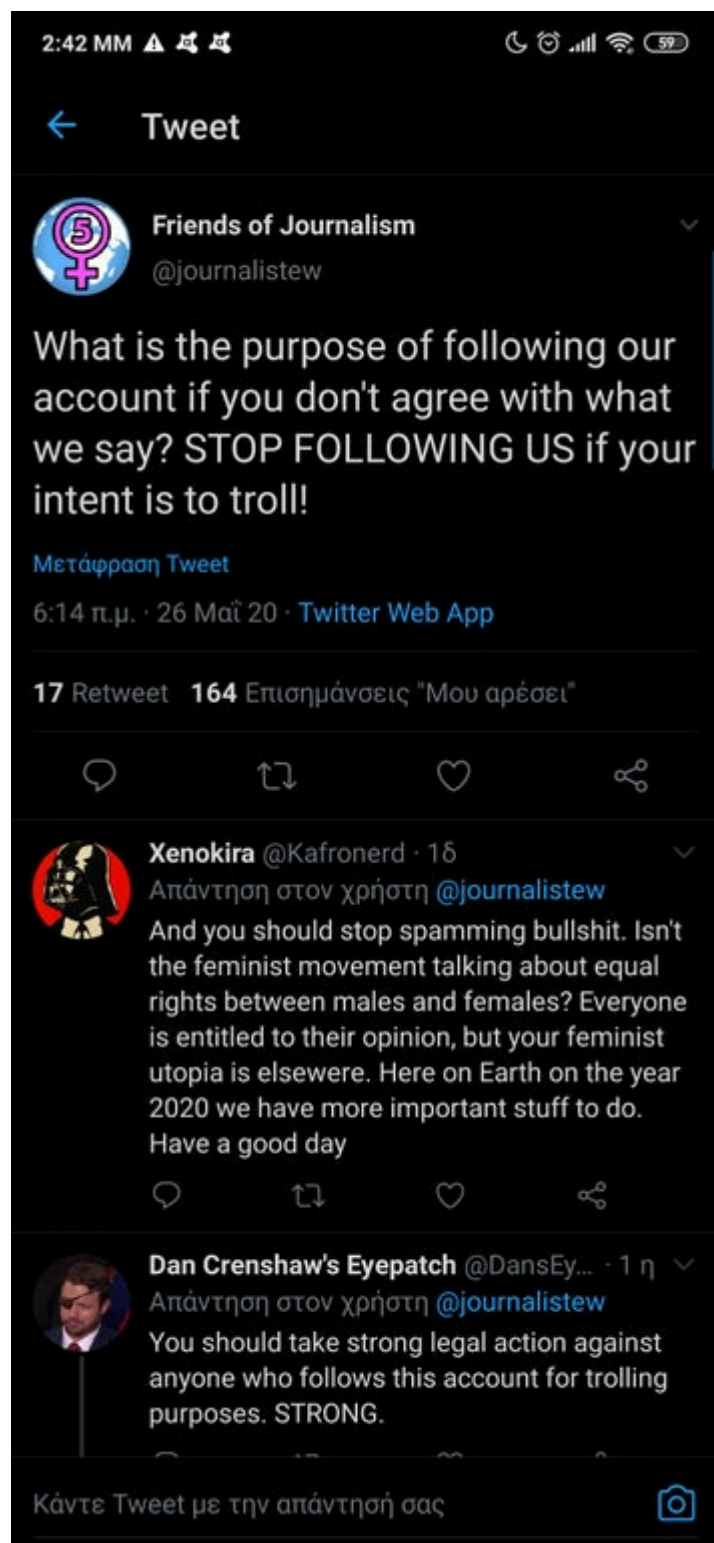 2:42 MM 59
Tweet
5
Friends of Journalism
@journalistew
What is the purpose of following our
account if you don't agree with what
we say? STOP FOLLOWING US if your
intent is to troll!
Μετάφραση Tweet
6:14 π.μ. · 26 Μαΐ 20 · Twitter Web App
17 Retweet 164 Επισημάνσεις "Μου αρέσει"
Xenokira @Kafronerd · 1δ
Απάντηση στον χρήστη @journalistew
And you should stop spamming bullshit. Isn't
the feminist movement talking about equal
rights between males and females? Everyone
is entitled to their opinion, but your feminist
utopia is elsewere. Here on Earth on the year
2020 we have more important stuff to do.
Have a good day
Dan Crenshaw's Eyepatch @DansEy... · 1 η
Απάντηση στον χρήστη @journalistew
You should take strong legal action against
anyone who follows this account for trolling
purposes. STRONG.
Κάντε Tweet με την απάντησή σας